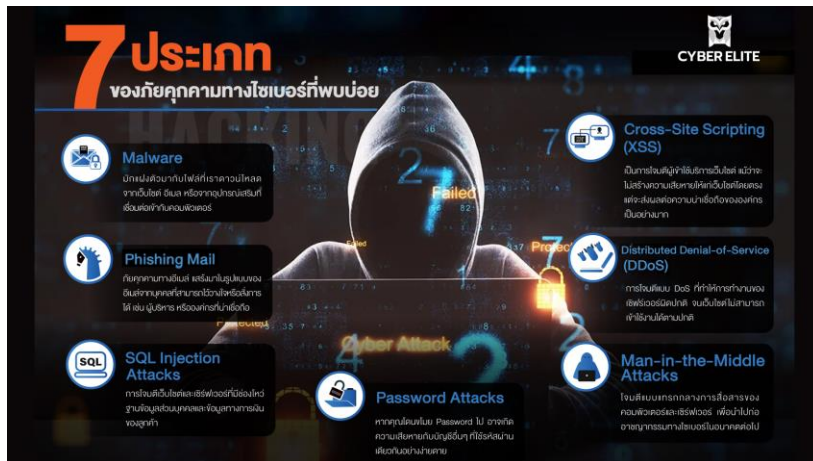 7 ประเภท
ของภัยคุกคามทางไซเบอร์ที่พบบ่อย
CYBER ELITE
HACKING
Malware
มักแฝงตัวมากับไฟล์ที่เราดาวน์โหลด
จากเว็บไซต์ อีเมล หรือจากอุปกรณ์เสริมที่
เชื่อมต่อเข้ากับคอมพิวเตอร์
Phishing Mail
ภัยคุกคามทางอีเมล์ แสร้งมาในรูปแบบของ
อีเมล์จากบุคคลที่สามารถไว้วางใจหรือสั่งการ
ได้ เช่น ผู้บริหาร หรือองค์กรที่น่าเชื่อถือ
SQL
SQL Injection
Attacks
การโจมตีเว็บไซต์และเซิร์ฟเวอร์ที่มีช่องโหว่
ฐานข้อมูลส่วนบุคคลและข้อมูลทางการเงิน
ของลูกค้า
Password Attacks
หากคุณโดนขโมย Password ไป อาจเกิด
ความเสียหายกับบัญชีอื่นๆ ที่ใช้รหัสผ่าน
เดียวกันอย่างง่ายดาย
Cross-Site Scripting
(XSS)
เป็นการโจมตีผู้เข้าใช้บริการเว็บไซต์ แม้ว่าจะ
ไม่สร้างความเสียหายให้แก่เว็บไซต์โดยตรง
แต่จะส่งผลต่อความน่าเชื่อถือขององค์กร
เป็นอย่างมาก
Distributed Denial-of-Service
(DDoS)
การโจมตีแบบ DoS ที่ทำให้การทำงานของ
เซิฟร์เวอร์ผิดปกติ จนเว็บไซต์ไม่สามารถ
เข้าใช้งานได้ตามปกติ
Man-in-the-Middle
Attacks
โจมตีแบบแทรกกลางการสื่อสารของ
คอมพิวเตอร์และเซิร์ฟเวอร์ เพื่อนำไปก่อ
อาชญากรรมทางไซเบอร์ในอนาคตต่อไป
Failed
Failed
Protected
Cyber Attack